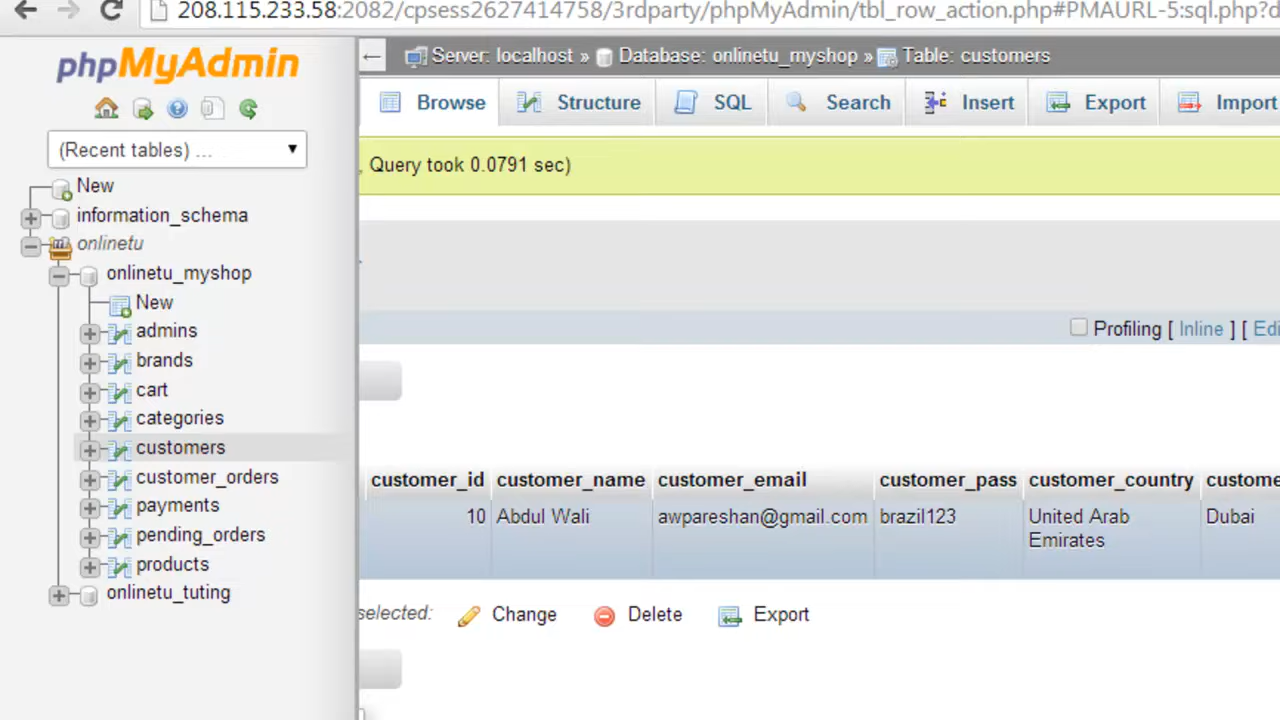 208.115.233.58:2082/cpsess2627414758/3rdparty/phpMyAdmin/tbl_row_action.php#PMAURL-5:sql.php?d
phpMyAdmin
(Recent tables) ...
New
information_schema
onlinetu
onlinetu_myshop
New
admins
brands
cart
categories
customers
customer_orders
payments
pending_orders
products
onlinetu_tuting
Server: localhost » Database: onlinetu_myshop » Table: customers
Browse Structure SQL Search Insert Export Import
, Query took 0.0791 sec)
Profiling [ Inline ] [ Edi
customer_id customer_name customer_email customer_pass customer_country custome
10 Abdul Wali awpareshan@gmail.com brazil123 United Arab Emirates Dubai
selected: Change Delete Export